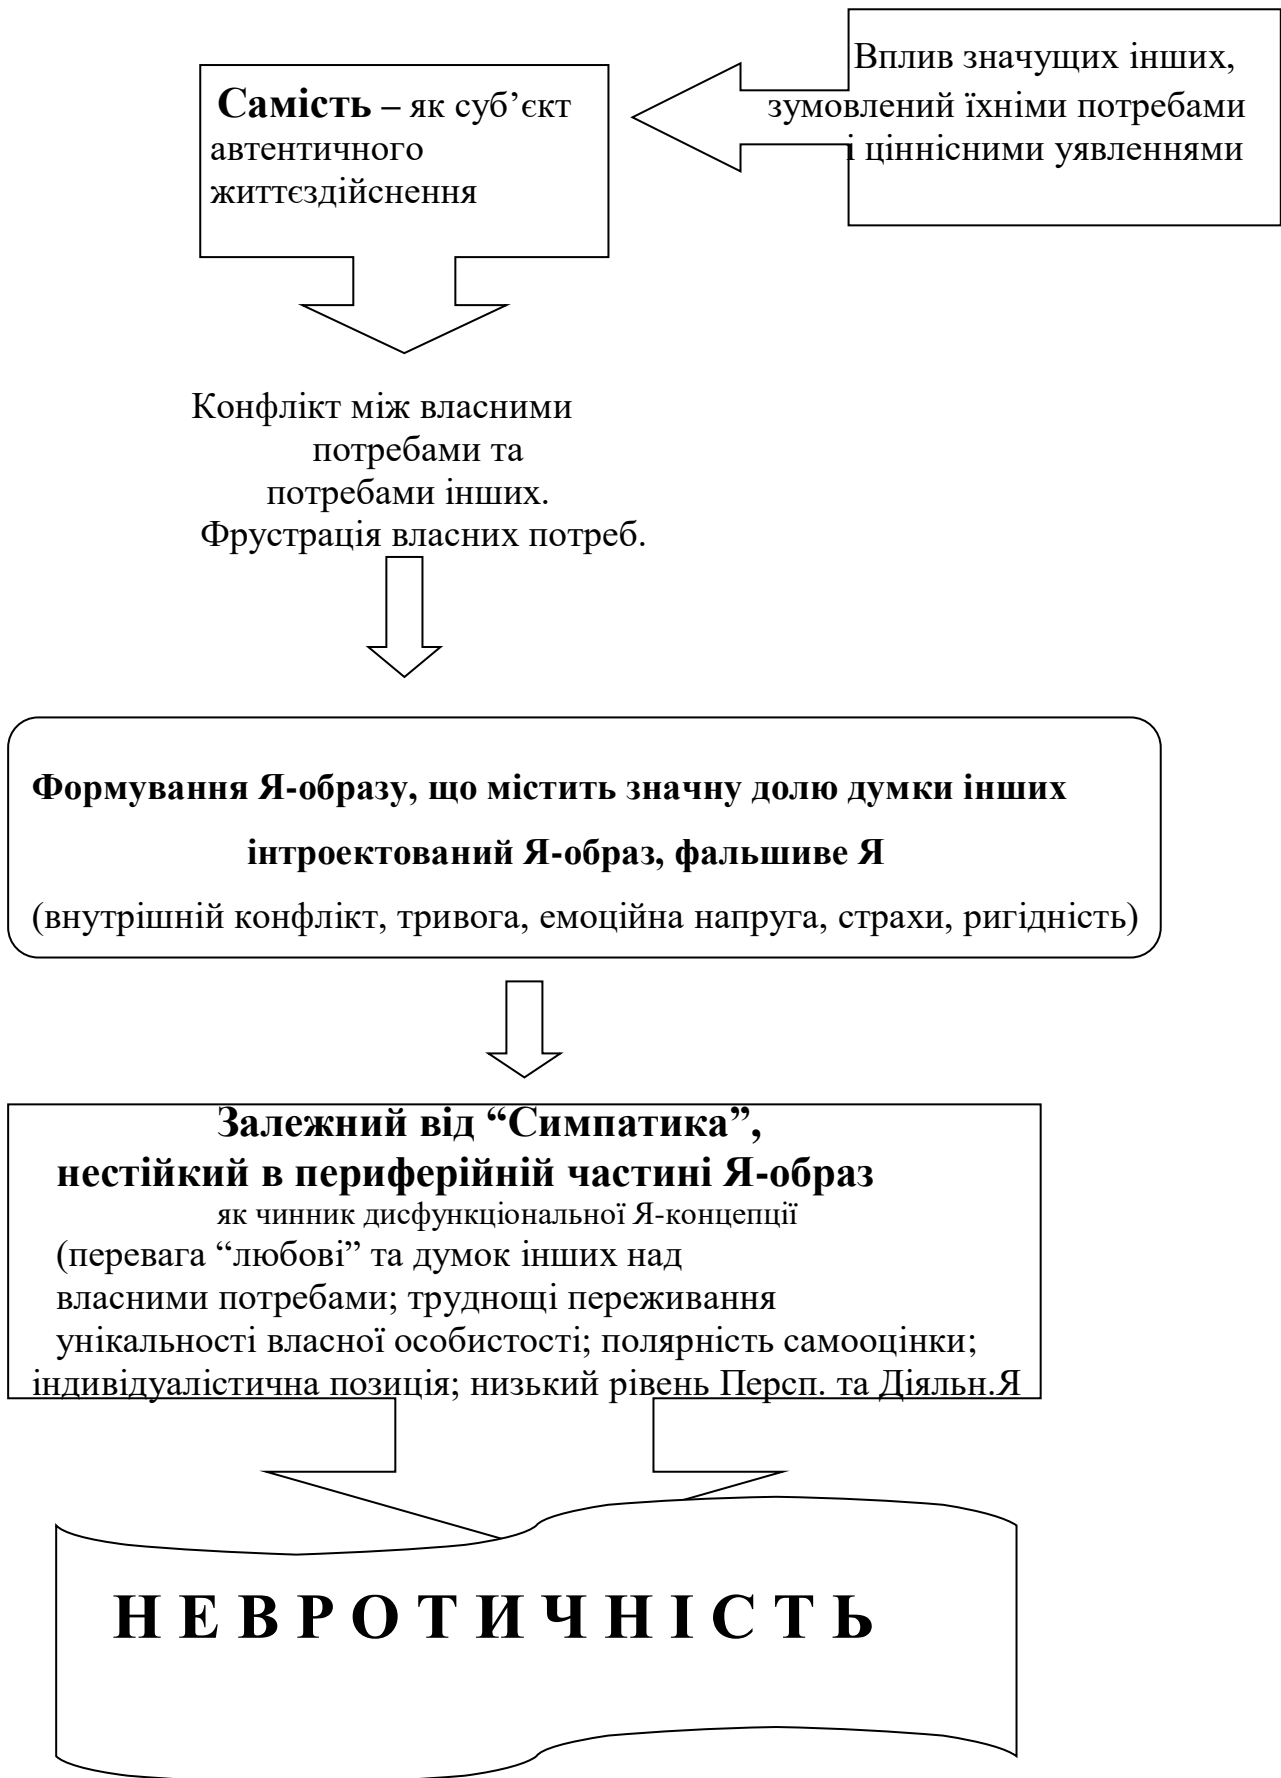 Вплив значущих інших,
зумовлений їхніми потребами
і ціннісними уявленнями
Самість – як суб’єкт
автентичного
життєздійснення
Конфлікт між власними
потребами та
потребами інших.
Фрустрація власних потреб.
Формування Я-образу, що містить значну долю думки інших
інтроектований Я-образ, фальшиве Я
(внутрішній конфлікт, тривога, емоційна напруга, страхи, ригідність)
Залежний від “Симпатика”,
нестійкий в периферійній частині Я-образ
як чинник дисфункціональної Я-концепції
(перевага “любові” та думок інших над
власними потребами; труднощі переживання
унікальності власної особистості; полярність самооцінки;
індивідуалістична позиція; низький рівень Персп. та Діяльн.Я
Н Е В Р О Т И Ч Н І С Т Ь